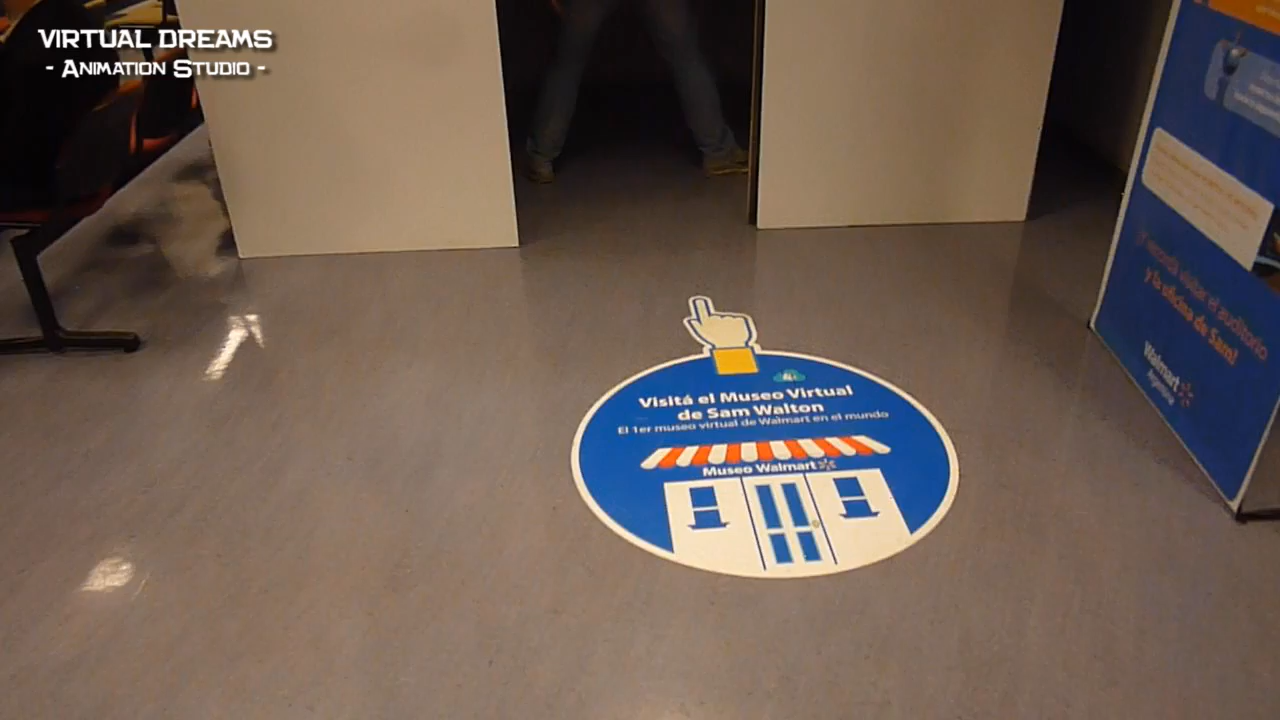 VIRTUAL DREAMS
- ANIMATION STUDIO -
Visitá el Museo Virtual
de Sam Walton
El 1er museo virtual de Walmart en el mundo
Museo Walmart
visitar el auditorio
y la oficina de Sam!
Walmart
Argentina